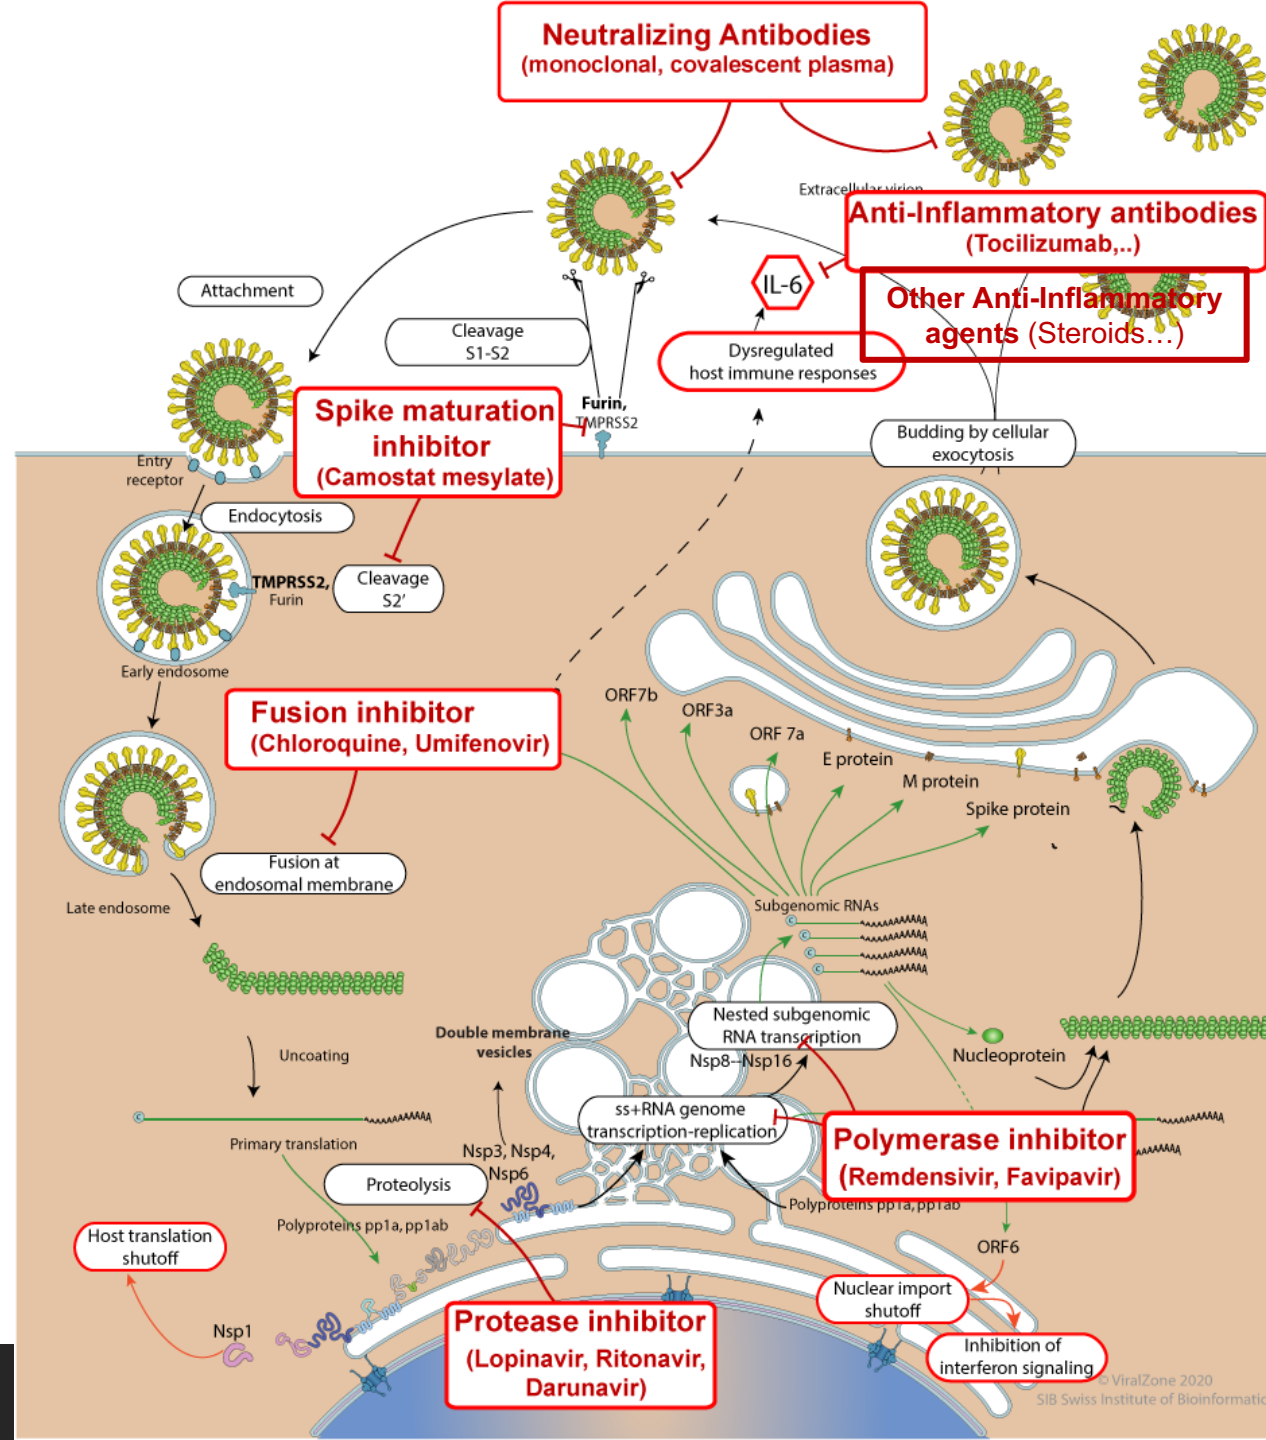 Neutralizing Antibodies
(monoclonal, covalescent plasma)
Extracellular virion
Anti-Inflammatory antibodies
(Tocilizumab,..)
IL-6
Other Anti-Inflammatory
agents (Steroids...)
Attachment
Cleavage
S1-S2
Dysregulated
host immune responses
Spike maturation
inhibitor
(Camostat mesylate)
Furin,
TMPRSS2
Budding by cellular
exocytosis
Entry
receptor
Endocytosis
TMPRSS2,
Furin
Cleavage
S2'
Early endosome
Fusion inhibitor
(Chloroquine, Umifenovir)
ORF7b
ORF3a
ORF 7a
E protein
M protein
Spike protein
Fusion at
endosomal membrane
Late endosome
Subgenomic RNAs
C
C
C
C
Nested subgenomic
RNA transcription
Nsp8--Nsp16
Double membrane
vesicles
Nucleoprotein
Uncoating
C
ss+RNA genome
transcription-replication
Primary translation
Polymerase inhibitor
(Remdensivir, Favipavir)
Nsp3, Nsp4,
Nsp6
Proteolysis
Polyproteins pp1a, pp1ab
Polyproteins pp1a, pp1ab
Host translation
shutoff
ORF6
Nuclear import
shutoff
Nsp1
Protease inhibitor
(Lopinavir, Ritonavir,
Darunavir)
Inhibition of
interferon signaling
© ViralZone 2020
SIB Swiss Institute of Bioinformatic